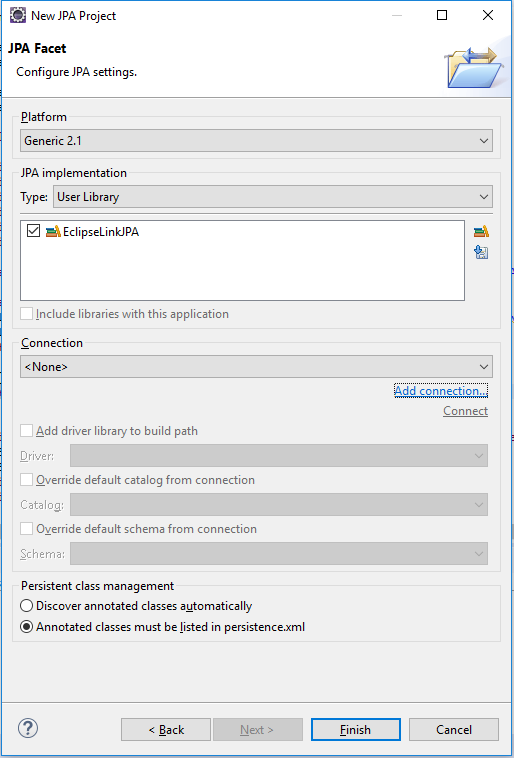 New JPA Project
JPA Facet
Configure JPA settings.
Platform
Generic 2.1
JPA implementation
Type: User Library
EclipseLinkJPA
Include libraries with this application
Connection
<None>
Add connection...
Connect
Add driver library to build path
Driver:
Override default catalog from connection
Catalog:
Override default schema from connection
Schema:
Persistent class management
Discover annotated classes automatically
Annotated classes must be listed in persistence.xml
? < Back Next > Finish Cancel